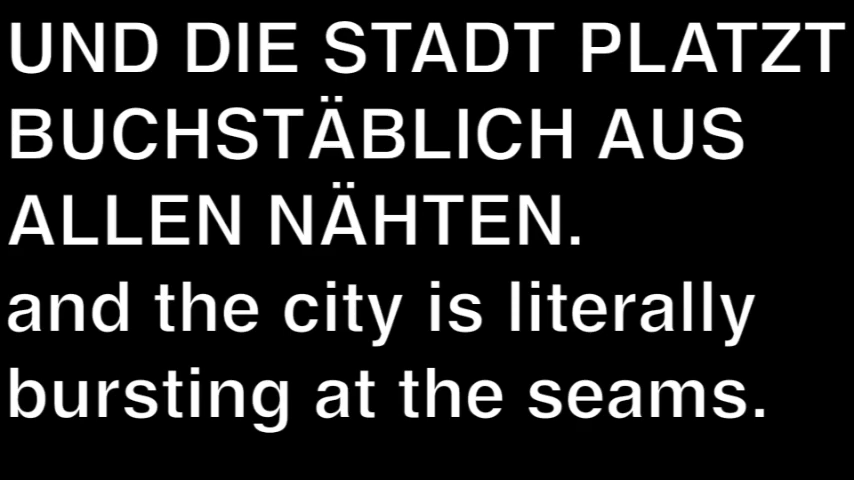 UND DIE STADT PLATZT
BUCHSTÄBLICH AUS
ALLEN NÄHTEN.
and the city is literally
bursting at the seams.